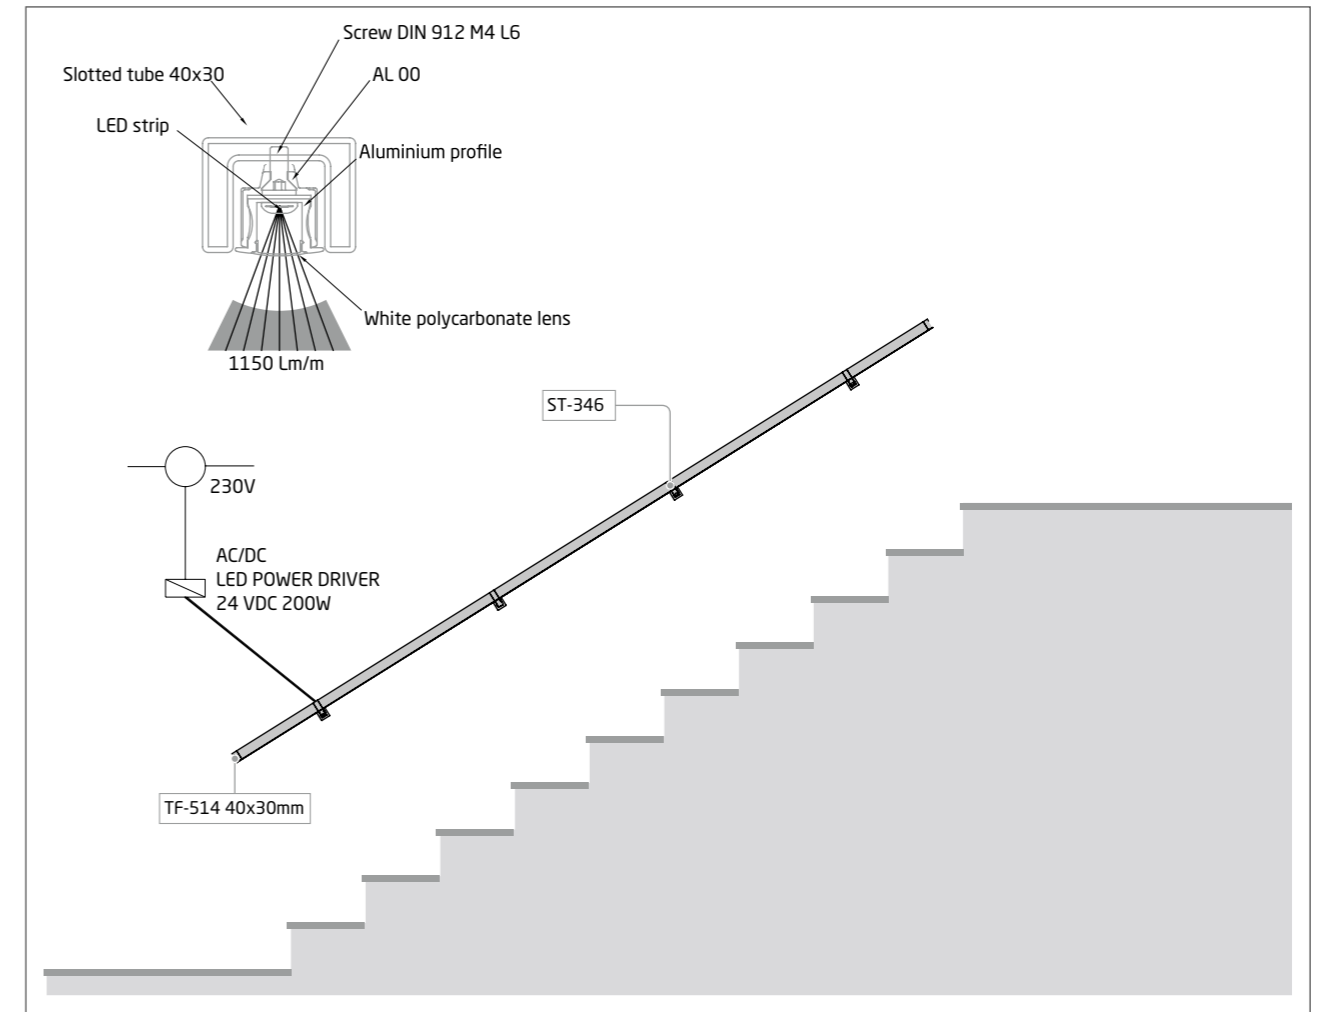 Screw DIN 912 M4 L6
Slotted tube 40x30
AL 00
LED strip
Aluminium profile
White polycarbonate lens
1150 Lm/m
ST-346
230V
AC/DC
LED POWER DRIVER
24 VDC 200W
TF-514 40x30mm